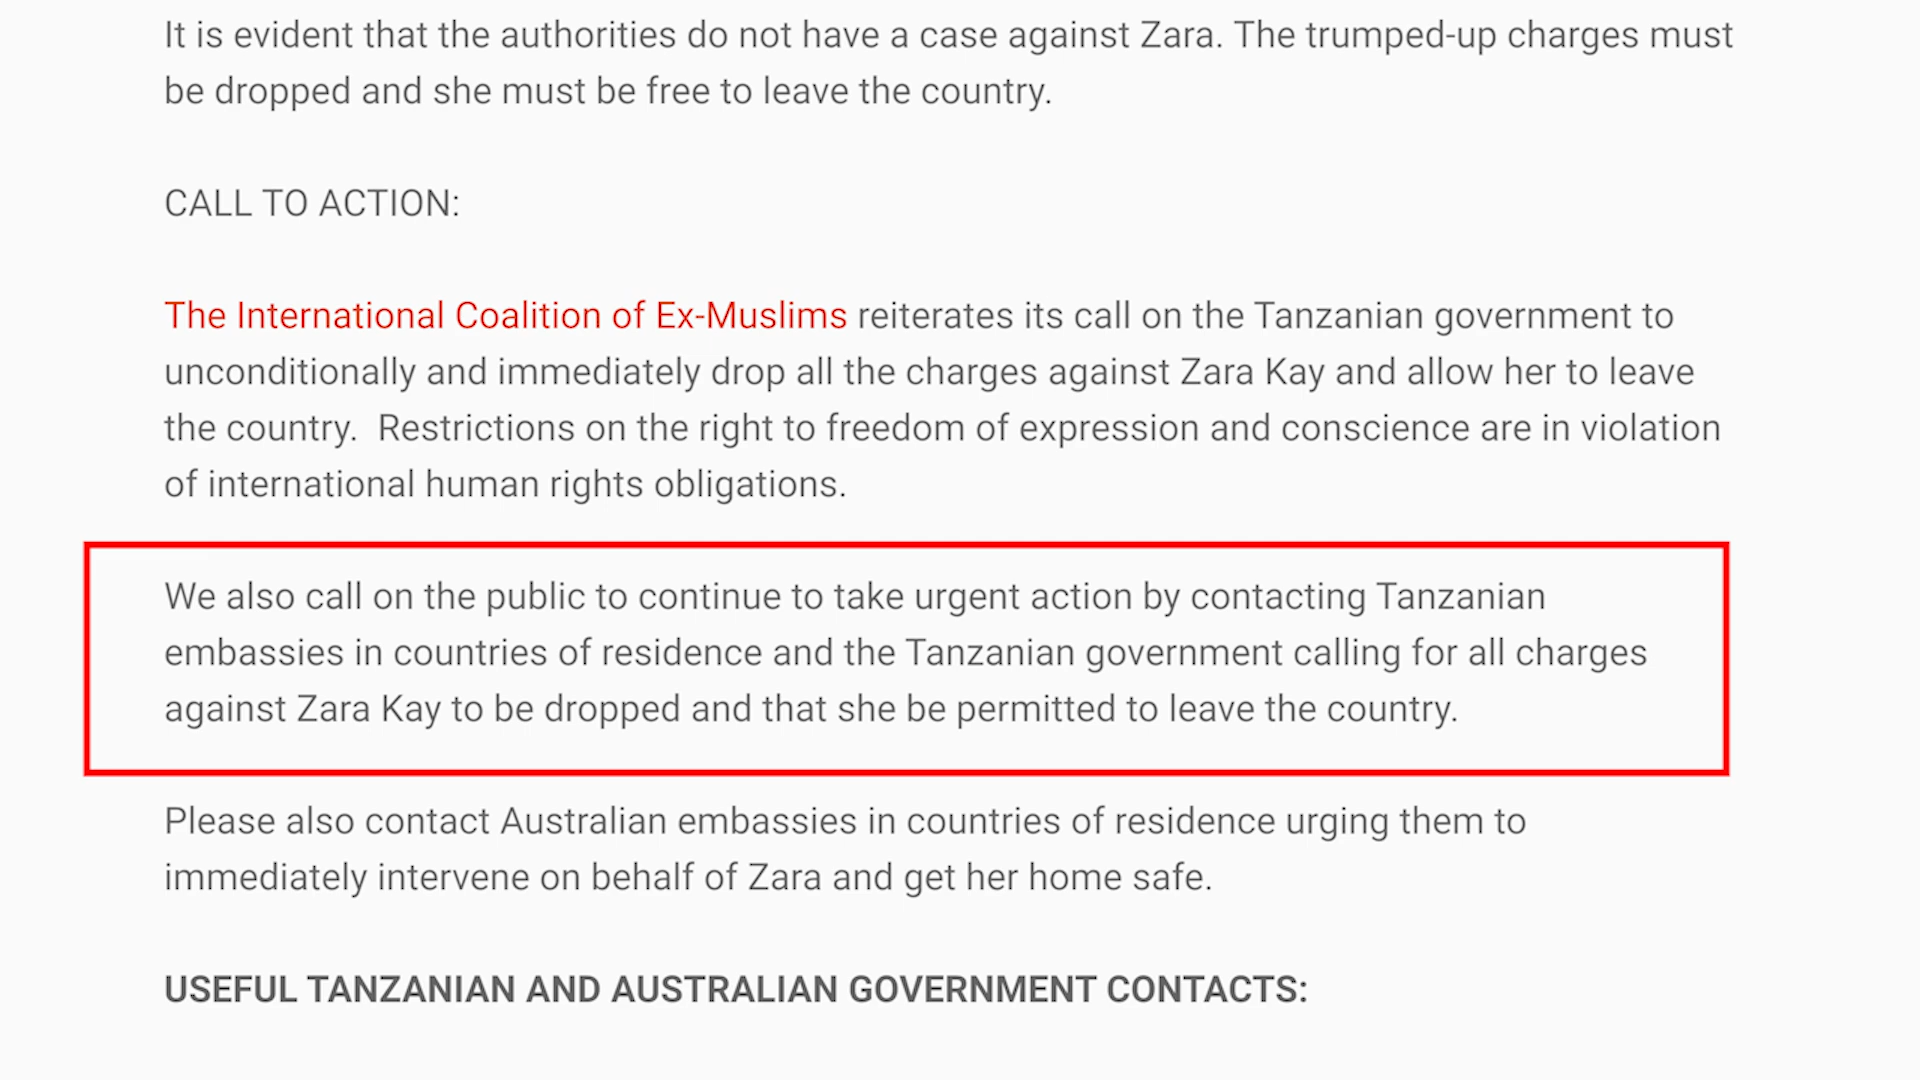 It is evident that the authorities do not have a case against Zara. The trumped-up charges must
be dropped and she must be free to leave the country.
CALL TO ACTION:
The International Coalition of Ex-Muslims reiterates its call on the Tanzanian government to
unconditionally and immediately drop all the charges against Zara Kay and allow her to leave
the country.  Restrictions on the right to freedom of expression and conscience are in violation
of international human rights obligations.
We also call on the public to continue to take urgent action by contacting Tanzanian
embassies in countries of residence and the Tanzanian government calling for all charges
against Zara Kay to be dropped and that she be permitted to leave the country.
Please also contact Australian embassies in countries of residence urging them to
immediately intervene on behalf of Zara and get her home safe.
USEFUL TANZANIAN AND AUSTRALIAN GOVERNMENT CONTACTS: